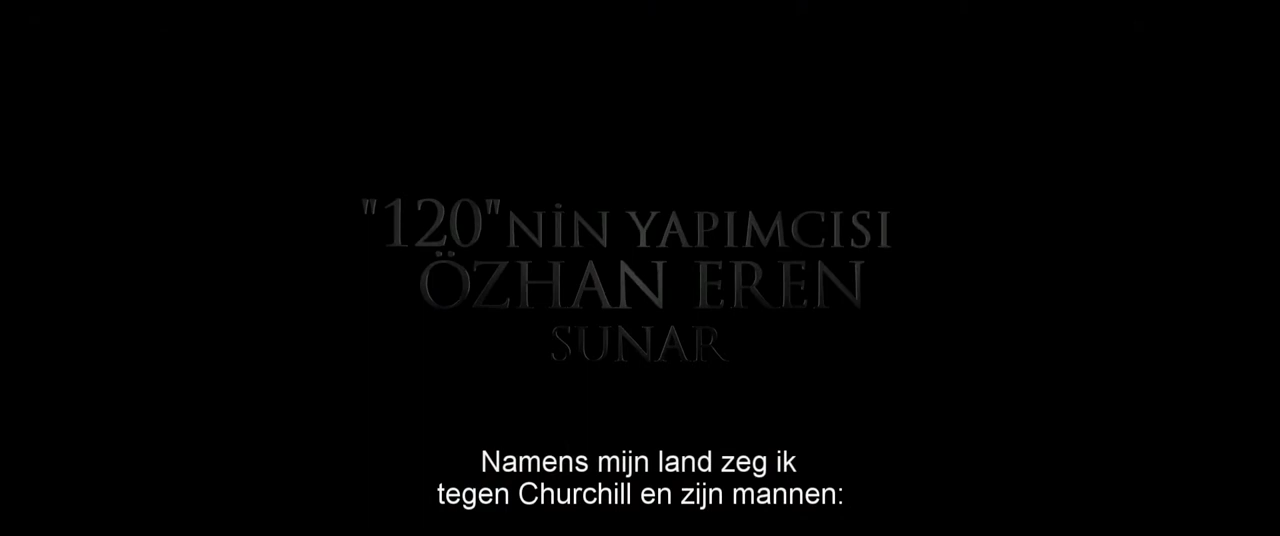 "120"NİN YAPIMCISI
ÖZHAN EREN
SUNAR
Namens mijn land zeg ik
tegen Churchill en zijn mannen: